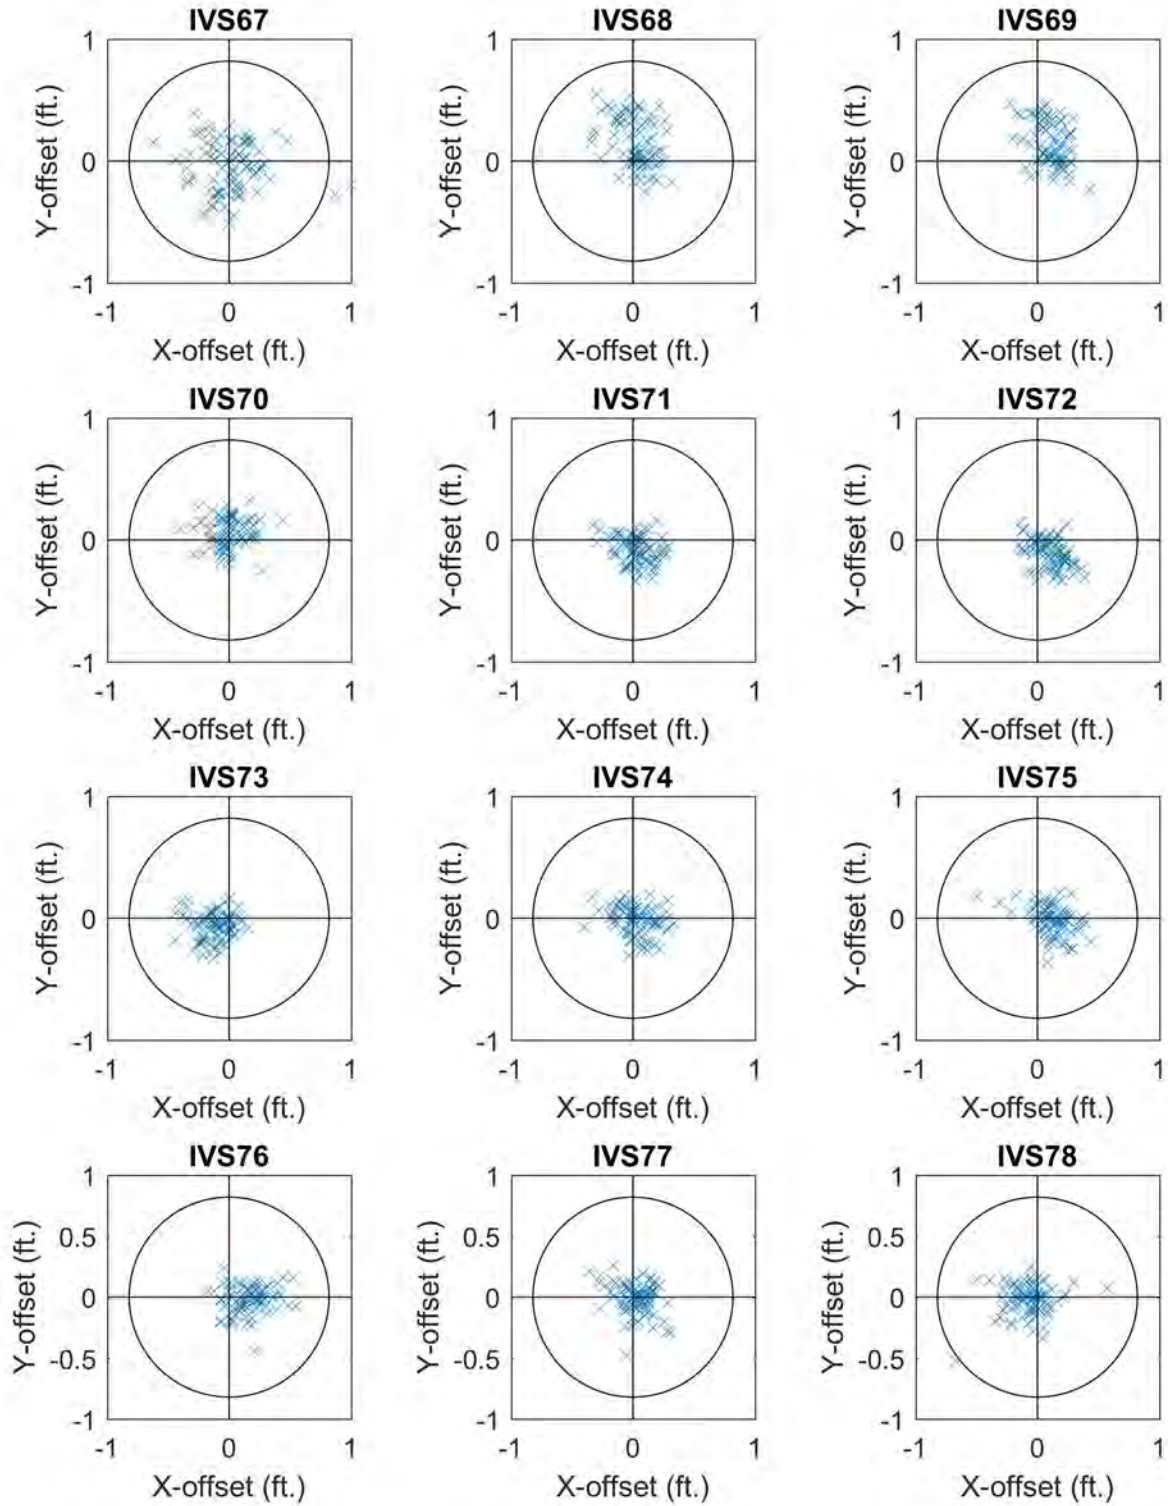 IVS67 IVS68 IVS69
1 1 1
Y-offset (ft.) Y-offset (ft.) Y-offset (ft.)
0 0 0
-1 -1 -1
-1 0 1 -1 0 1 -1 0 1
X-offset (ft.) X-offset (ft.) X-offset (ft.)
IVS70 IVS71 IVS72
1 1 1
Y-offset (ft.) Y-offset (ft.) Y-offset (ft.)
0 0 0
-1 -1 -1
-1 0 1 -1 0 1 -1 0 1
X-offset (ft.) X-offset (ft.) X-offset (ft.)
IVS73 IVS74 IVS75
1 1 1
Y-offset (ft.) Y-offset (ft.) Y-offset (ft.)
0 0 0
-1 -1 -1
-1 0 1 -1 0 1 -1 0 1
X-offset (ft.) X-offset (ft.) X-offset (ft.)
IVS76 IVS77 IVS78
1 1 1
0.5 0.5 0.5
Y-offset (ft.) Y-offset (ft.) Y-offset (ft.)
0 0 0
-0.5 -0.5 -0.5
-1 -1 -1
-1 0 1 -1 0 1 -1 0 1
X-offset (ft.) X-offset (ft.) X-offset (ft.)